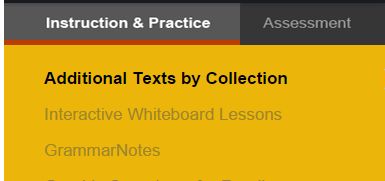 Instruction & Practice
Assessment
Additional Texts by Collection
Interactive Whiteboard Lessons
GrammarNotes